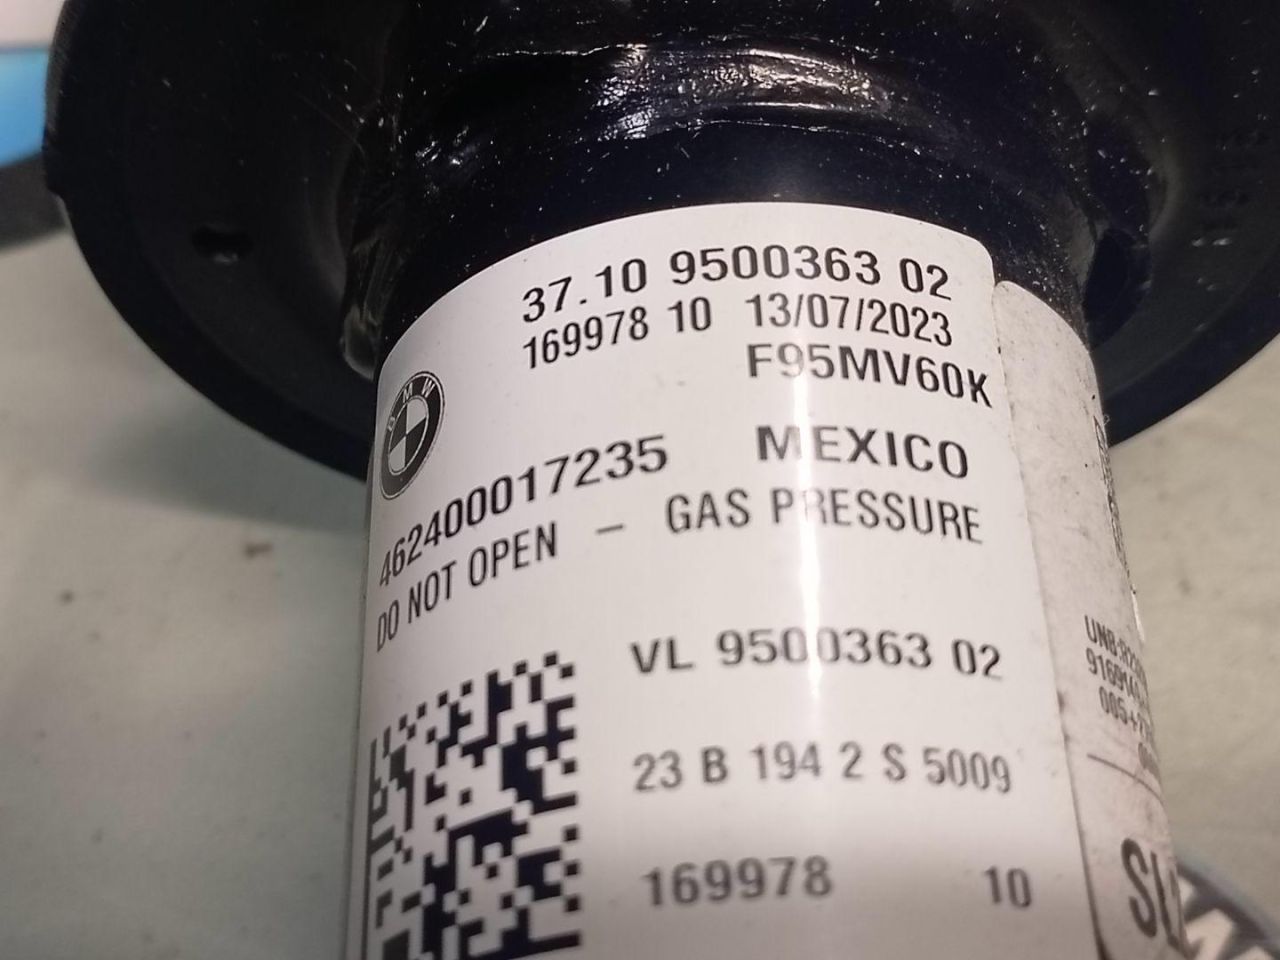 37.10 9500363 02
169978 10 13/07/2023
F95MV60K
BMW
462400017235 MEXICO
DO NOT OPEN – GAS PRESSURE
VL 9500363 02
23 B 194 2 S 5009
169978 10